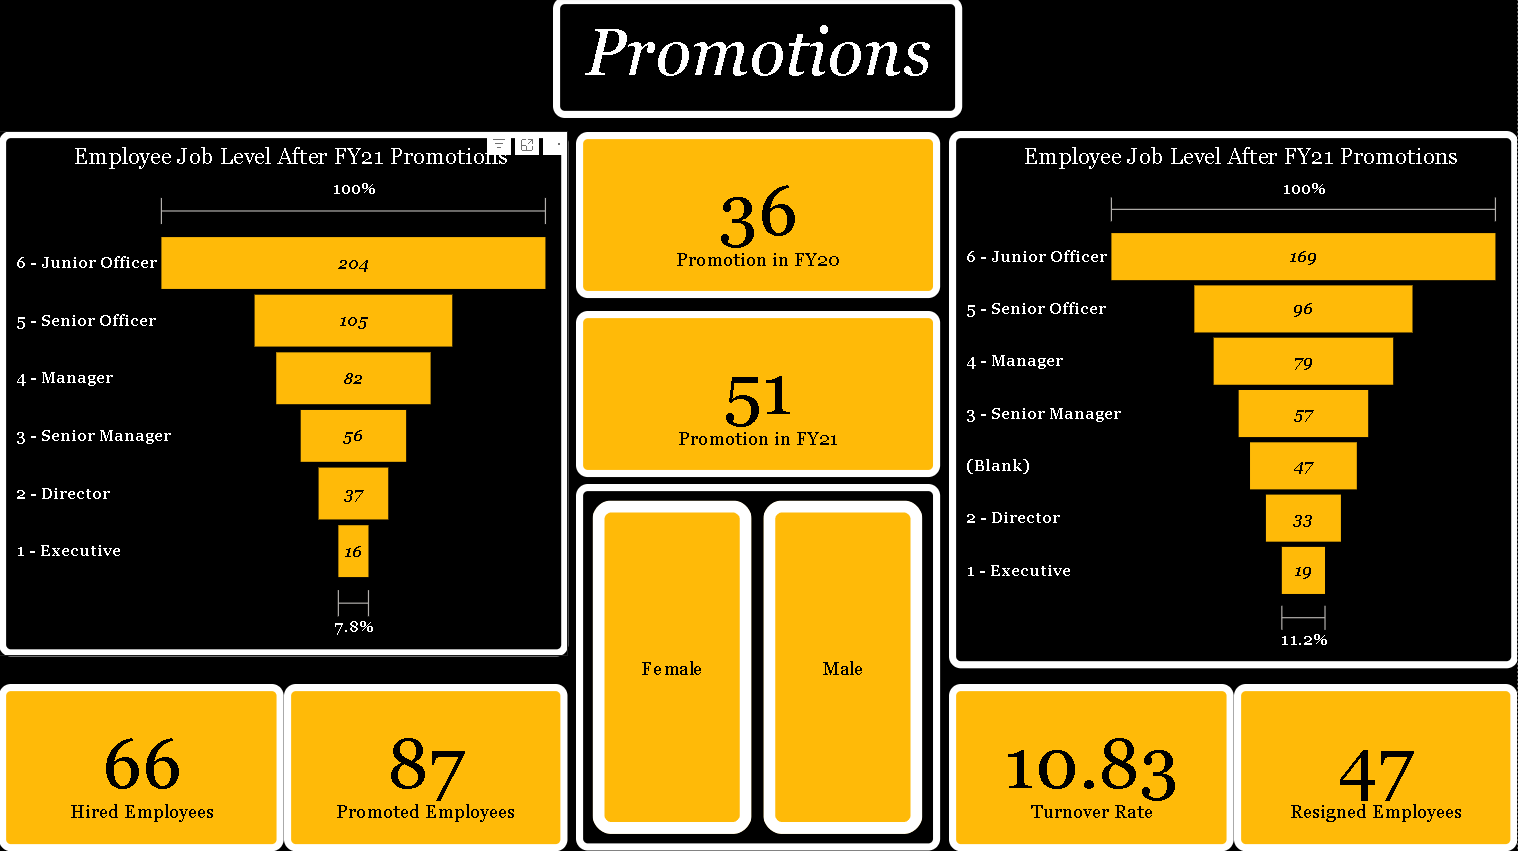 Promotions
Employee Job Level After FY21 Promotions
100%
6 - Junior Officer 204
5 - Senior Officer 105
4 - Manager 82
3 - Senior Manager 56
2 - Director 37
1 - Executive 16
7.8%
36
Promotion in FY20
51
Promotion in FY21
Female Male
Employee Job Level After FY21 Promotions
100%
6 - Junior Officer 169
5 - Senior Officer 96
4 - Manager 79
3 - Senior Manager 57
(Blank) 47
2 - Director 33
1 - Executive 19
11.2%
66
Hired Employees
87
Promoted Employees
10.83
Turnover Rate
47
Resigned Employees